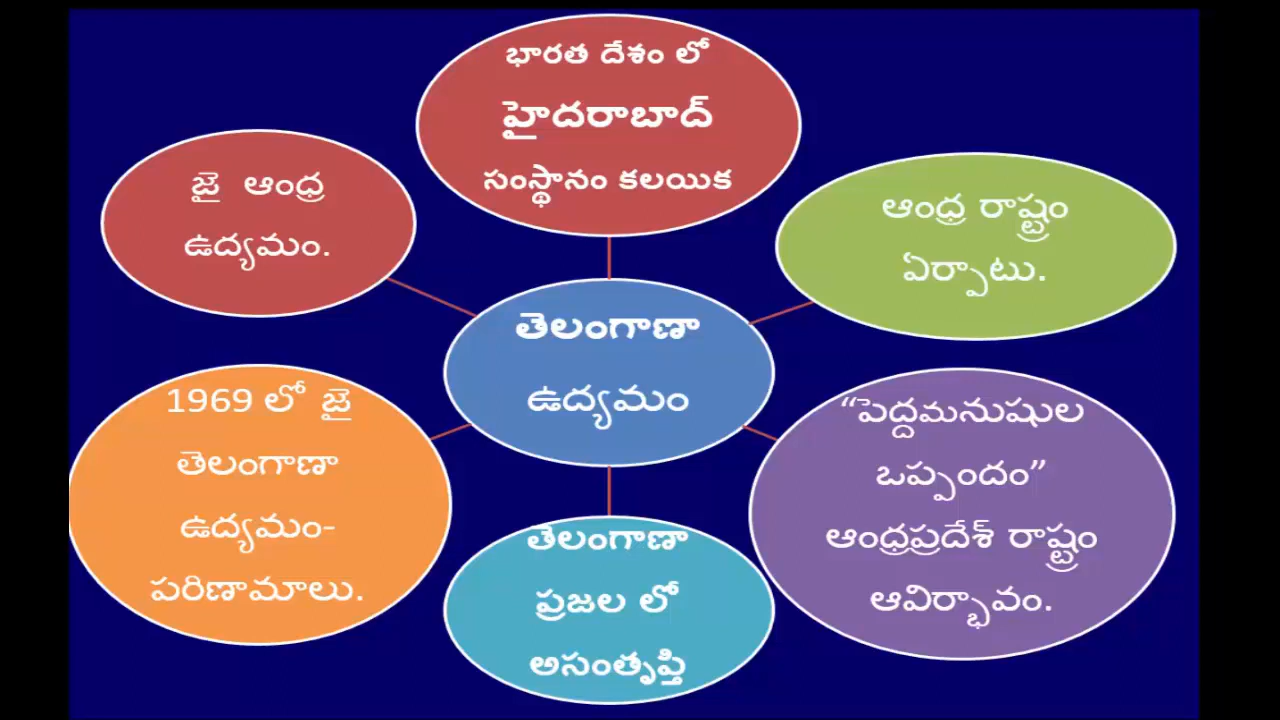 భారత దేశం లో
హైదరాబాద్
సంస్థానం కలయిక
జై ఆంధ్ర
ఉద్యమం.
ఆంధ్ర రాష్ట్రం
ఏర్పాటు.
తెలంగాణా
ఉద్యమం
1969 లో జై
తెలంగాణా
ఉద్యమం-
పరిణామాలు.
“పెద్దమనుషుల
ఒప్పందం”
ఆంధ్రప్రదేశ్ రాష్ట్రం
ఆవిర్భావం.
తెలంగాణా
ప్రజల లో
అసంతృప్తి